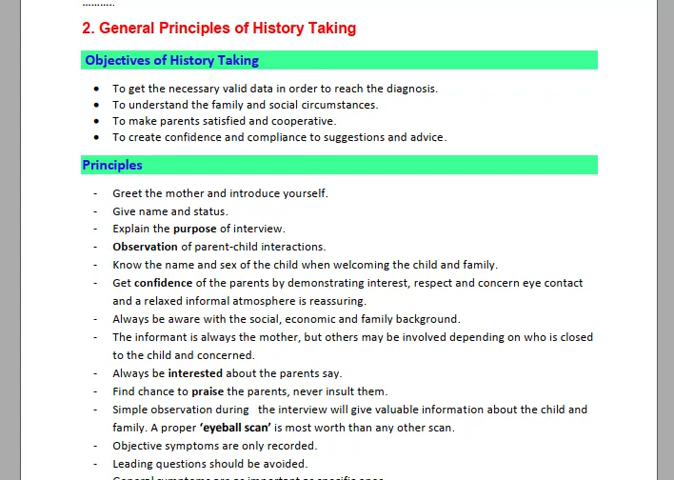 ...........
2. General Principles of History Taking
Objectives of History Taking
• To get the necessary valid data in order to reach the diagnosis.
• To understand the family and social circumstances.
• To make parents satisfied and cooperative.
• To create confidence and compliance to suggestions and advice.
Principles
- Greet the mother and introduce yourself.
- Give name and status.
- Explain the purpose of interview.
- Observation of parent-child interactions.
- Know the name and sex of the child when welcoming the child and family.
- Get confidence of the parents by demonstrating interest, respect and concern eye contact
and a relaxed informal atmosphere is reassuring.
- Always be aware with the social, economic and family background.
- The informant is always the mother, but others may be involved depending on who is closed
to the child and concerned.
- Always be interested about the parents say.
- Find chance to praise the parents, never insult them.
- Simple observation during the interview will give valuable information about the child and
family. A proper ‘eyeball scan’ is most worth than any other scan.
- Objective symptoms are only recorded.
- Leading questions should be avoided.
- General symptoms are as important as specific ones